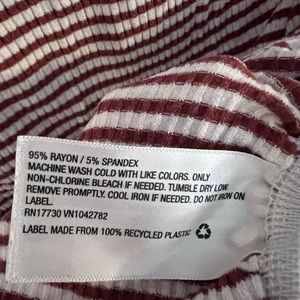 95% RAYON / 5% SPANDEX
MACHINE WASH COLD WITH LIKE COLORS. ONLY
NON-CHLORINE BLEACH IF NEEDED. TUMBLE DRY LOW.
REMOVE PROMPTLY. COOL IRON IF NEEDED. DO NOT IRON ON
LABEL.
RN17730 VN1042782
LABEL MADE FROM 100% RECYCLED PLASTIC